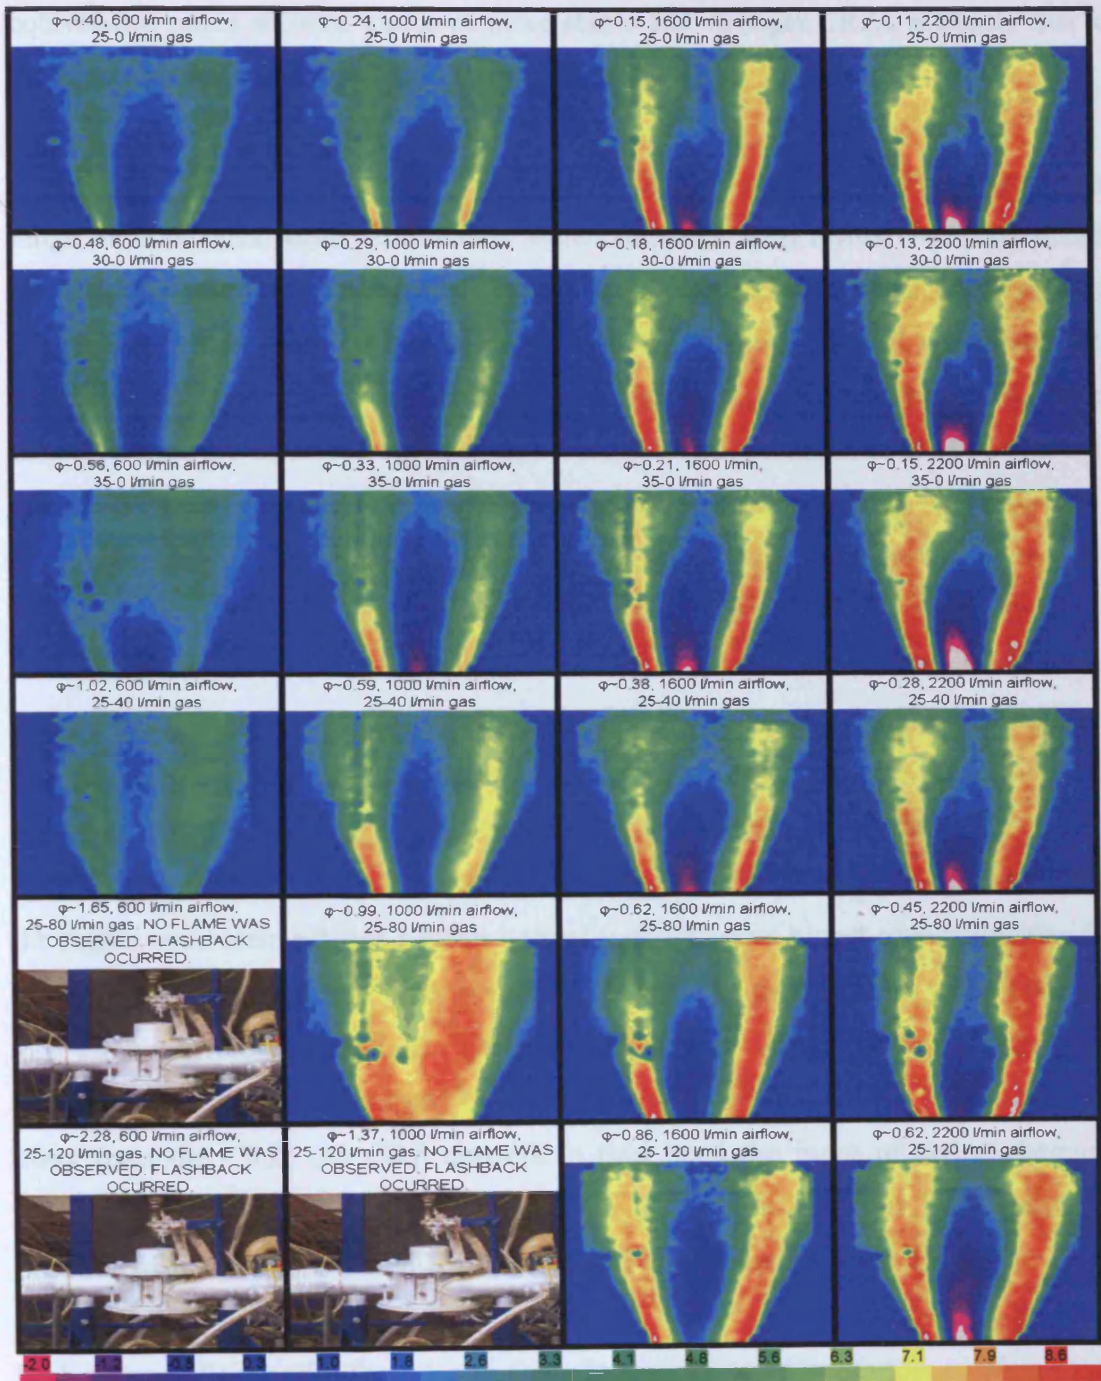 φ~0.40, 600 l/min airflow,
25-0 l/min gas
φ~0.24, 1000 l/min airflow,
25-0 l/min gas
φ~0.15, 1600 l/min airflow,
25-0 l/min gas
φ~0.11, 2200 l/min airflow,
25-0 l/min gas
φ~0.48, 600 l/min airflow,
30-0 l/min gas
φ~0.29, 1000 l/min airflow,
30-0 l/min gas
φ~0.18, 1600 l/min airflow,
30-0 l/min gas
φ~0.13, 2200 l/min airflow,
30-0 l/min gas
φ~0.56, 600 l/min airflow,
35-0 l/min gas
φ~0.33, 1000 l/min airflow,
35-0 l/min gas
φ~0.21, 1600 l/min,
35-0 l/min gas
φ~0.15, 2200 l/min airflow,
35-0 l/min gas
φ~1.02, 600 l/min airflow,
25-40 l/min gas
φ~0.59, 1000 l/min airflow,
25-40 l/min gas
φ~0.38, 1600 l/min airflow,
25-40 l/min gas
φ~0.28, 2200 l/min airflow,
25-40 l/min gas
φ~1.65, 600 l/min airflow,
25-80 l/min gas. NO FLAME WAS
OBSERVED. FLASHBACK
OCURRED.
φ~0.99, 1000 l/min airflow,
25-80 l/min gas
φ~0.62, 1600 l/min airflow,
25-80 l/min gas
φ~0.45, 2200 l/min airflow,
25-80 l/min gas
φ~2.28, 600 l/min airflow,
25-120 l/min gas. NO FLAME WAS
OBSERVED. FLASHBACK
OCURRED.
φ~1.37, 1000 l/min airflow,
25-120 l/min gas. NO FLAME WAS
OBSERVED. FLASHBACK
OCURRED.
φ~0.86, 1600 l/min airflow,
25-120 l/min gas
φ~0.62, 2200 l/min airflow,
25-120 l/min gas
-2.0 -1.2 -0.5 0.3 1.0 1.8 2.6 3.3 4.1 4.8 5.6 6.3 7.1 7.9 8.6